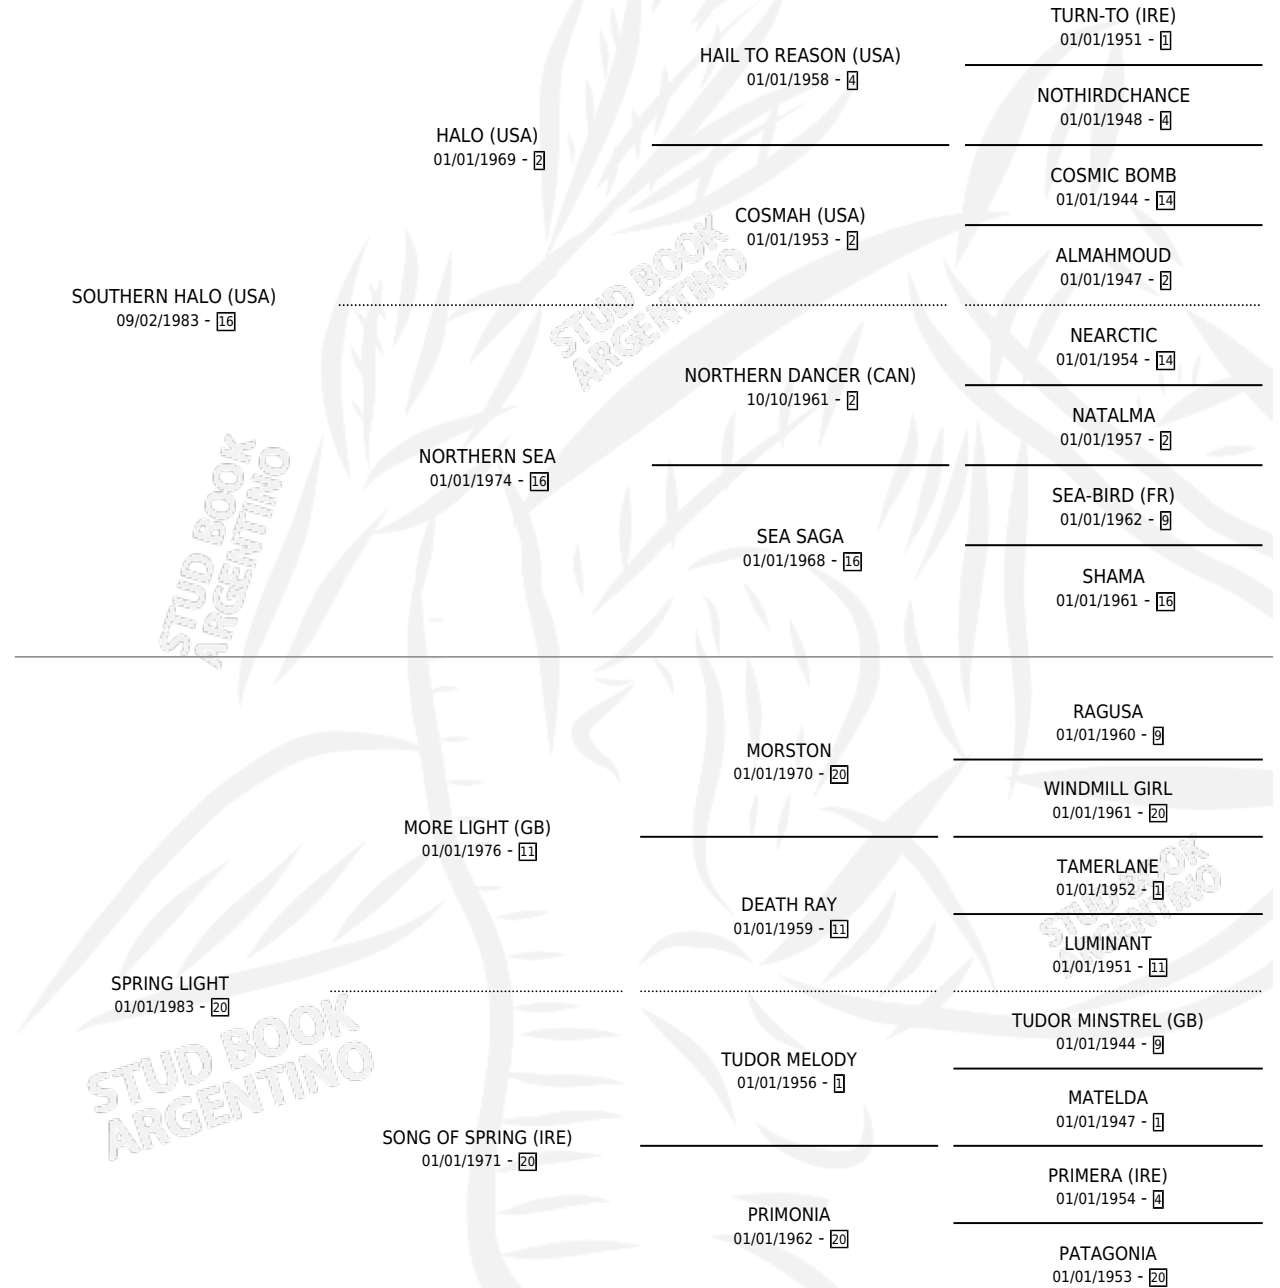 TURN-TO (IRE)
01/01/1951 - 1
HAIL TO REASON (USA)
01/01/1958 - 4
NOTHIRDCHANCE
01/01/1948 - 4
HALO (USA)
01/01/1969 - 2
COSMIC BOMB
01/01/1944 - 14
COSMAH (USA)
01/01/1953 - 2
ALMAHMOUD
01/01/1947 - 2
SOUTHERN HALO (USA)
09/02/1983 - 16
NEARCTIC
01/01/1954 - 14
NORTHERN DANCER (CAN)
10/10/1961 - 2
NATALMA
01/01/1957 - 2
NORTHERN SEA
01/01/1974 - 16
SEA-BIRD (FR)
01/01/1962 - 9
SEA SAGA
01/01/1968 - 16
SHAMA
01/01/1961 - 16
RAGUSA
01/01/1960 - 9
MORSTON
01/01/1970 - 20
WINDMILL GIRL
01/01/1961 - 20
MORE LIGHT (GB)
01/01/1976 - 11
TAMERLANE
01/01/1952 - 1
DEATH RAY
01/01/1959 - 11
LUMINANT
01/01/1951 - 11
SPRING LIGHT
01/01/1983 - 20
TUDOR MINSTREL (GB)
01/01/1944 - 9
TUDOR MELODY
01/01/1956 - 1
MATELDA
01/01/1947 - 1
SONG OF SPRING (IRE)
01/01/1971 - 20
PRIMERA (IRE)
01/01/1954 - 4
PRIMONIA
01/01/1962 - 20
PATAGONIA
01/01/1953 - 20
STUD BOOK
ARGENTINO
STUD BOOK
ARGENTINO
STUD BOOK
ARGENTINO
STUD BOOK
ARGENTINO